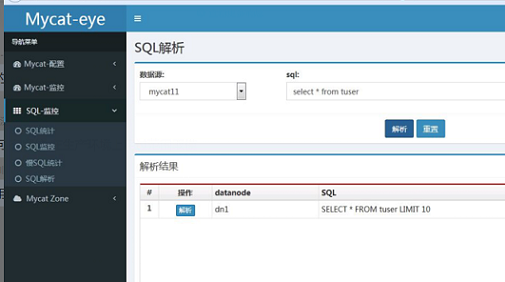 Mycat-eye
导航菜单
Mycat-配置
Mycat-监控
SQL-监控
SQL统计
SQL监控
慢SQL统计
SQL解析
Mycat Zone
SQL解析
数据源: sql:
mycat11 select * from tuser
解析 重置
解析结果
# 操作 datanode SQL
1 解析 dn1 SELECT * FROM tuser LIMIT 10